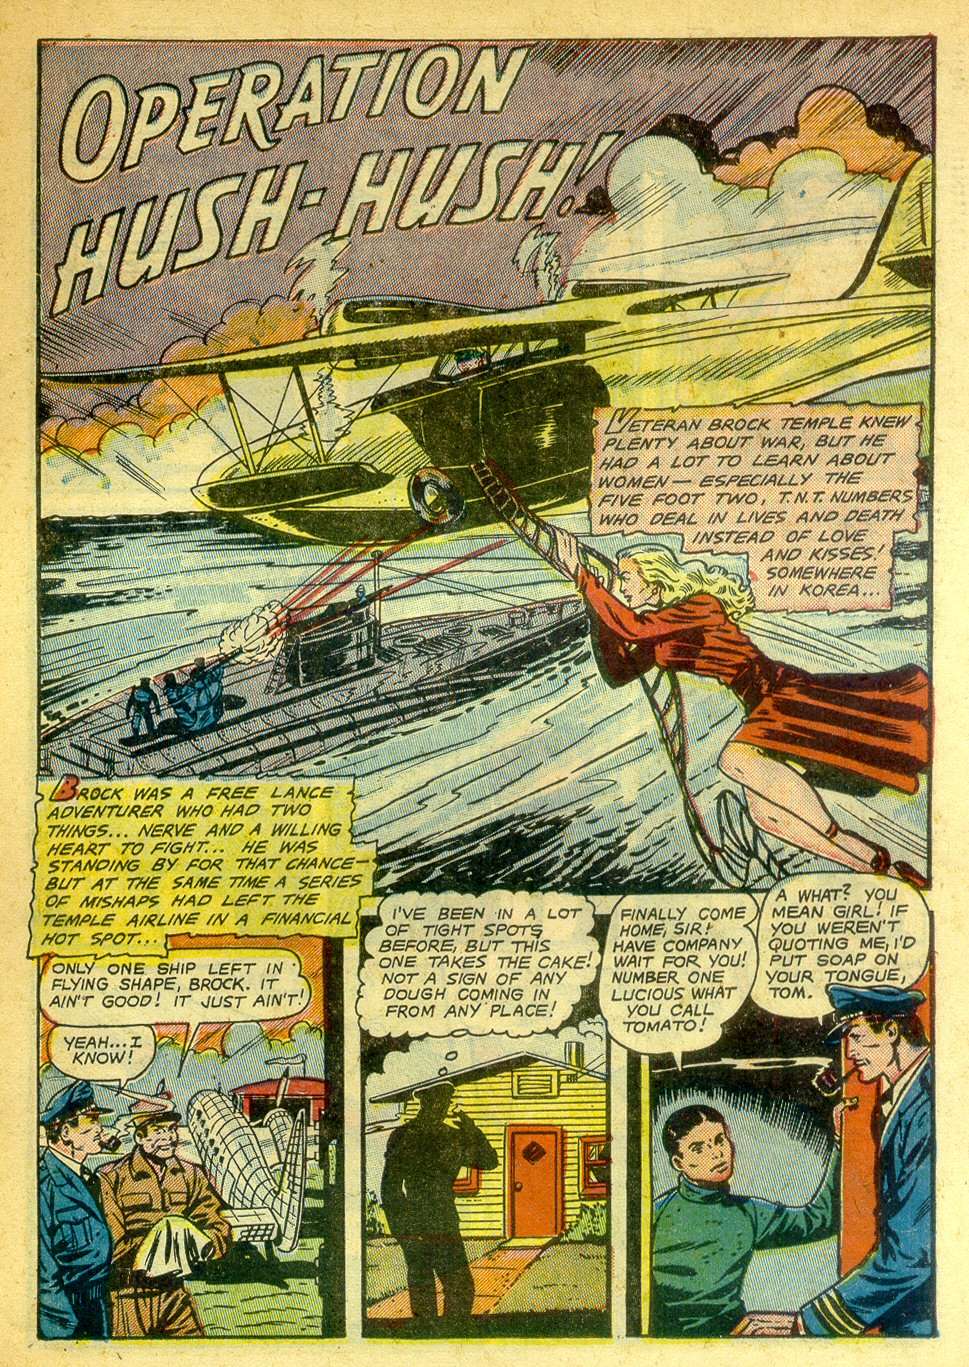 OPERATION
HUSH-HUSH!
VETERAN BROCK TEMPLE KNEW
PLENTY ABOUT WAR, BUT HE
HAD A LOT TO LEARN ABOUT
WOMEN — ESPECIALLY THE
FIVE FOOT TWO, T.N.T. NUMBERS
WHO DEAL IN LIVES AND DEATH
INSTEAD OF LOVE
AND KISSES!
SOMEWHERE
IN KOREA...
BROCK WAS A FREE LANCE
ADVENTURER WHO HAD TWO
THINGS... NERVE AND A WILLING
HEART TO FIGHT... HE WAS
STANDING BY FOR THAT CHANCE—
BUT AT THE SAME TIME A SERIES
OF MISHAPS HAD LEFT THE
TEMPLE AIRLINE IN A FINANCIAL
HOT SPOT...
ONLY ONE SHIP LEFT IN
FLYING SHAPE, BROCK. IT
AIN'T GOOD! IT JUST AIN'T!
YEAH...I
KNOW!
I'VE BEEN IN A LOT
OF TIGHT SPOTS
BEFORE, BUT THIS
ONE TAKES THE CAKE!
NOT A SIGN OF ANY
DOUGH COMING IN
FROM ANY PLACE!
FINALLY COME
HOME, SIR!
HAVE COMPANY
WAIT FOR YOU!
NUMBER ONE
LUCIOUS WHAT
YOU CALL
TOMATO!
A WHAT? YOU
MEAN GIRL! IF
YOU WEREN'T
QUOTING ME, I'D
PUT SOAP ON
YOUR TONGUE,
TOM.